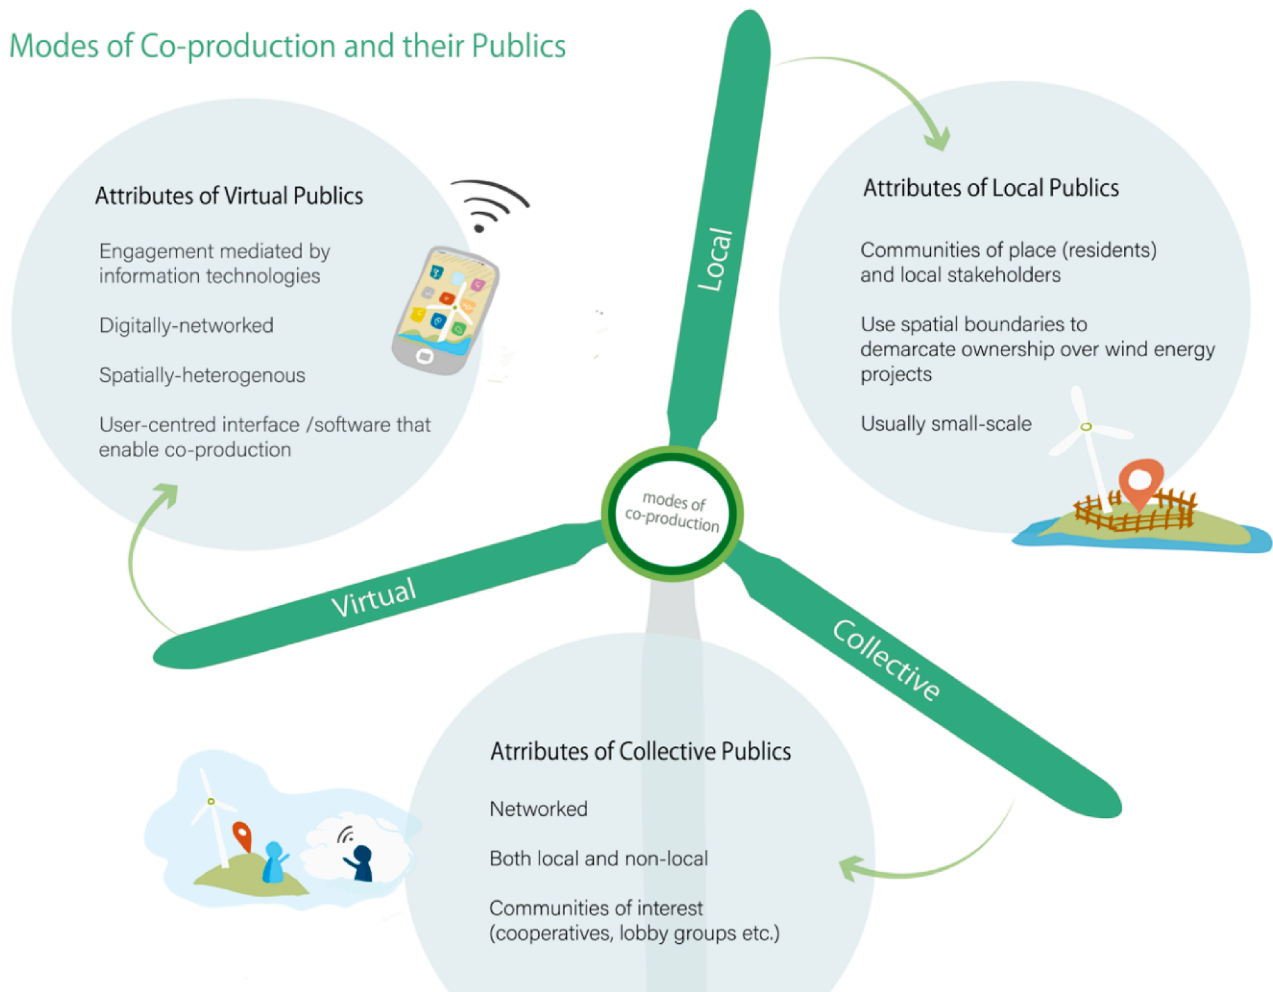 Modes of Co-production and their Publics
Attributes of Virtual Publics
Engagement mediated by
information technologies
Digitally-networked
Spatially-heterogenous
User-centred interface /software that
enable co-production
Local
Attributes of Local Publics
Communities of place (residents)
and local stakeholders
Use spatial boundaries to
demarcate ownership over wind energy
projects
Usually small-scale
modes of
co-production
Virtual
Collective
Atrributes of Collective Publics
Networked
Both local and non-local
Communities of interest
(cooperatives, lobby groups etc.)